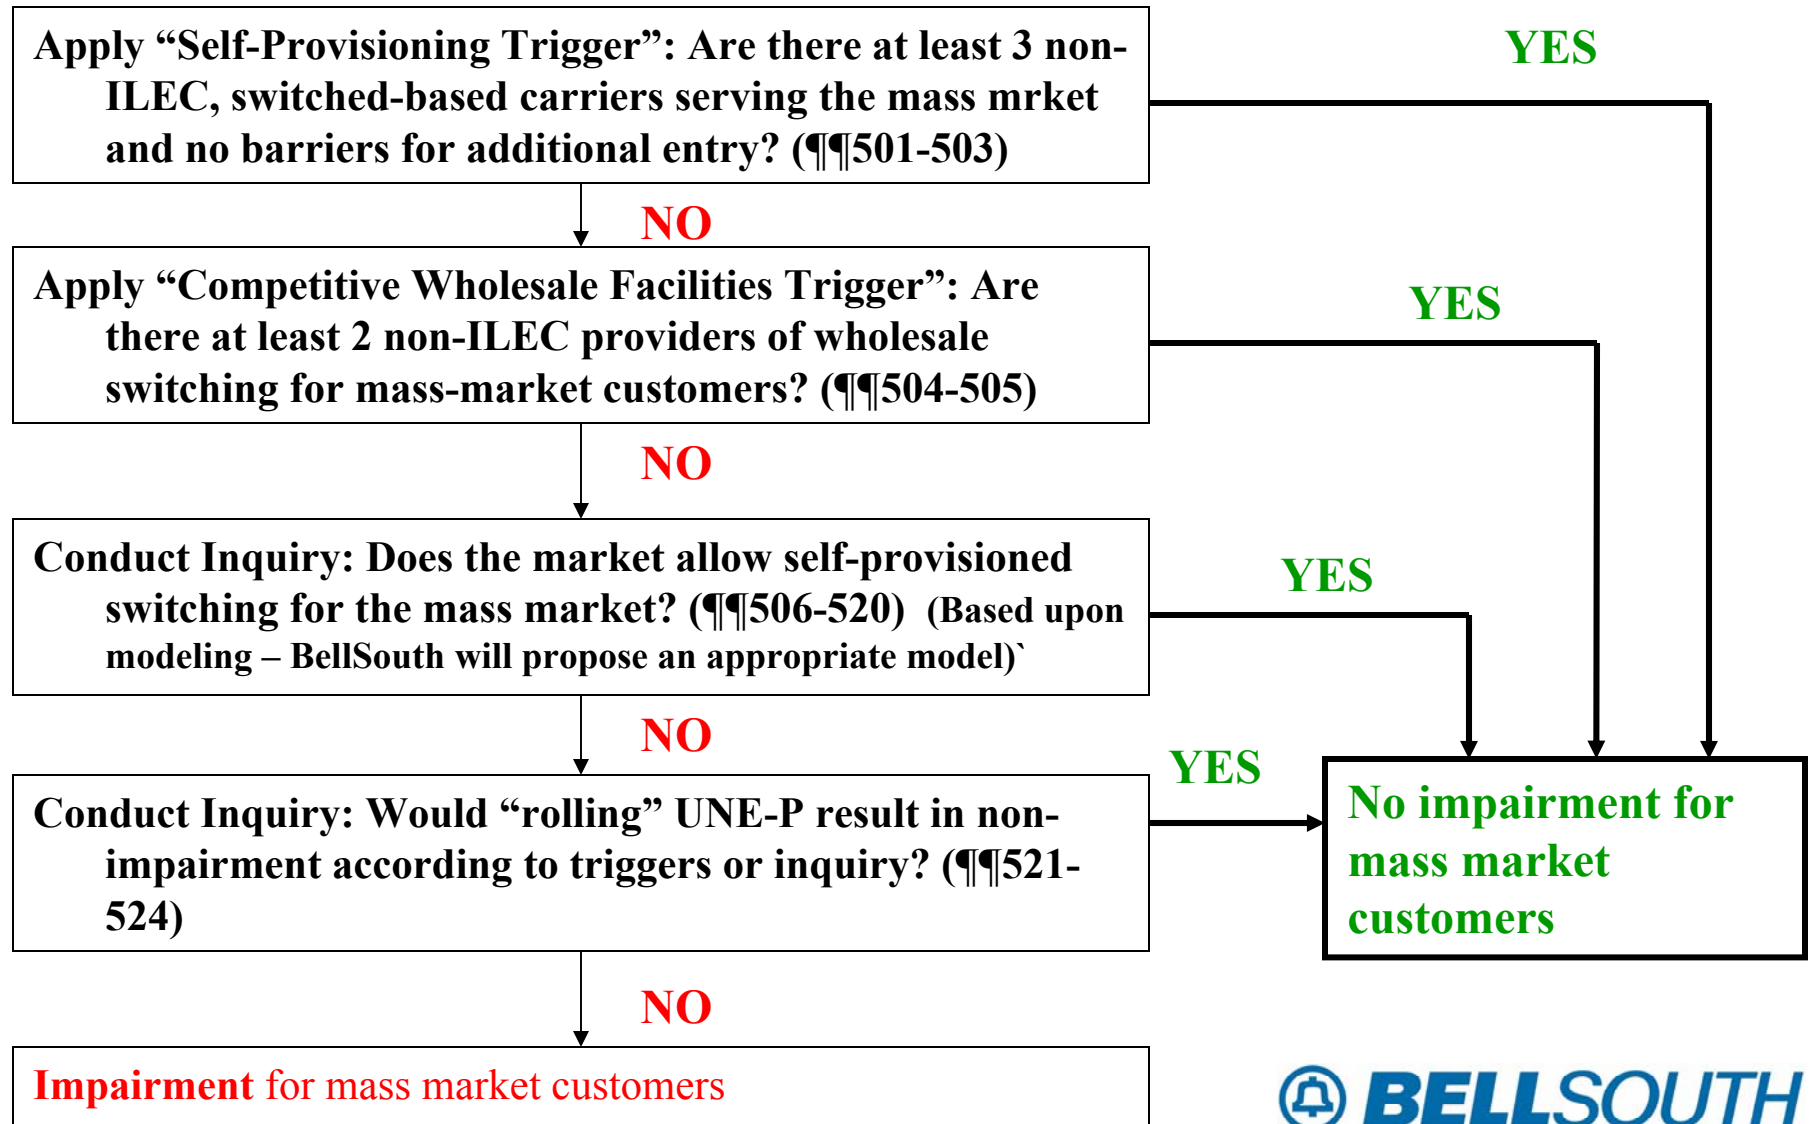 Apply “Self-Provisioning Trigger”: Are there at least 3 non-
ILEC, switched-based carriers serving the mass mrket
and no barriers for additional entry? (¶¶501-503)
YES
NO
Apply “Competitive Wholesale Facilities Trigger”: Are
there at least 2 non-ILEC providers of wholesale
switching for mass-market customers? (¶¶504-505)
YES
NO
Conduct Inquiry: Does the market allow self-provisioned
switching for the mass market? (¶¶506-520) (Based upon
modeling – BellSouth will propose an appropriate model)`
YES
NO
Conduct Inquiry: Would “rolling” UNE-P result in non-
impairment according to triggers or inquiry? (¶¶521-
524)
YES
No impairment for
mass market
customers
NO
Impairment for mass market customers
BELLSOUTH